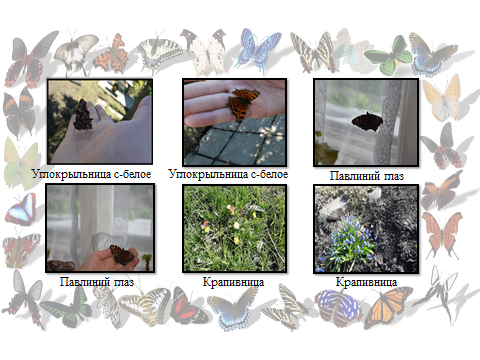 Углокрыльница с-белое
Углокрыльница с-белое
Павлиний глаз
Павлиний глаз
Крапивница
Крапивница